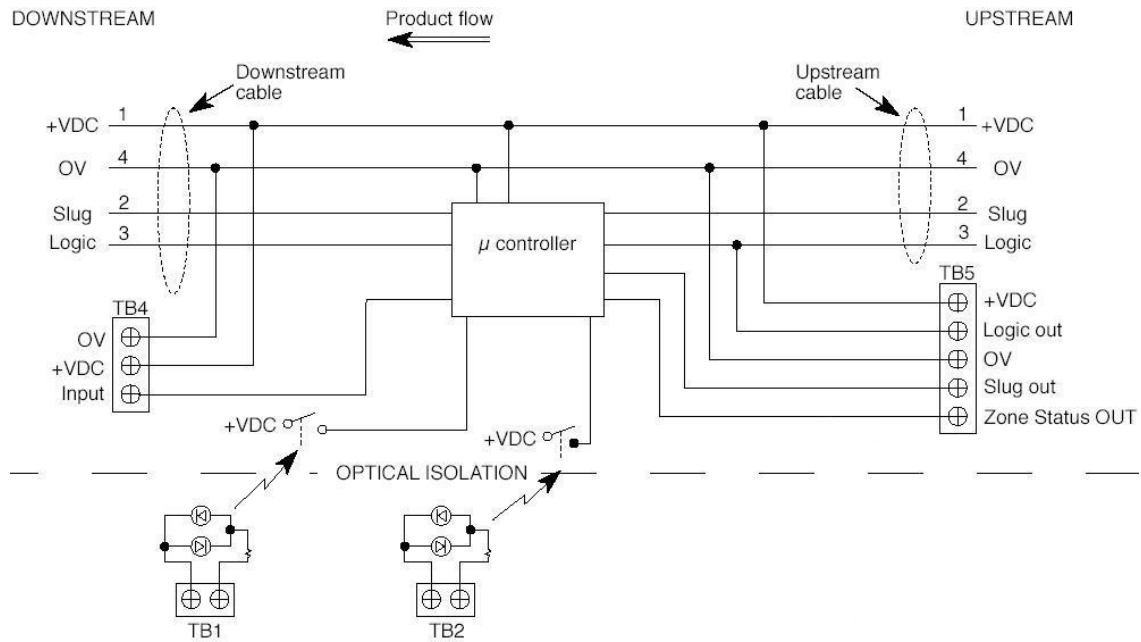 DOWNSTREAM
Product flow
UPSTREAM
Downstream
cable
Upstream
cable
+VDC 1
1 +VDC
OV 4
4 OV
Slug 2
2 Slug
Logic 3
3 Logic
μ controller
TB4
OV
+VDC
Input
TB5
+VDC
Logic out
OV
Slug out
Zone Status OUT
+VDC
+VDC
OPTICAL ISOLATION
TB1
TB2